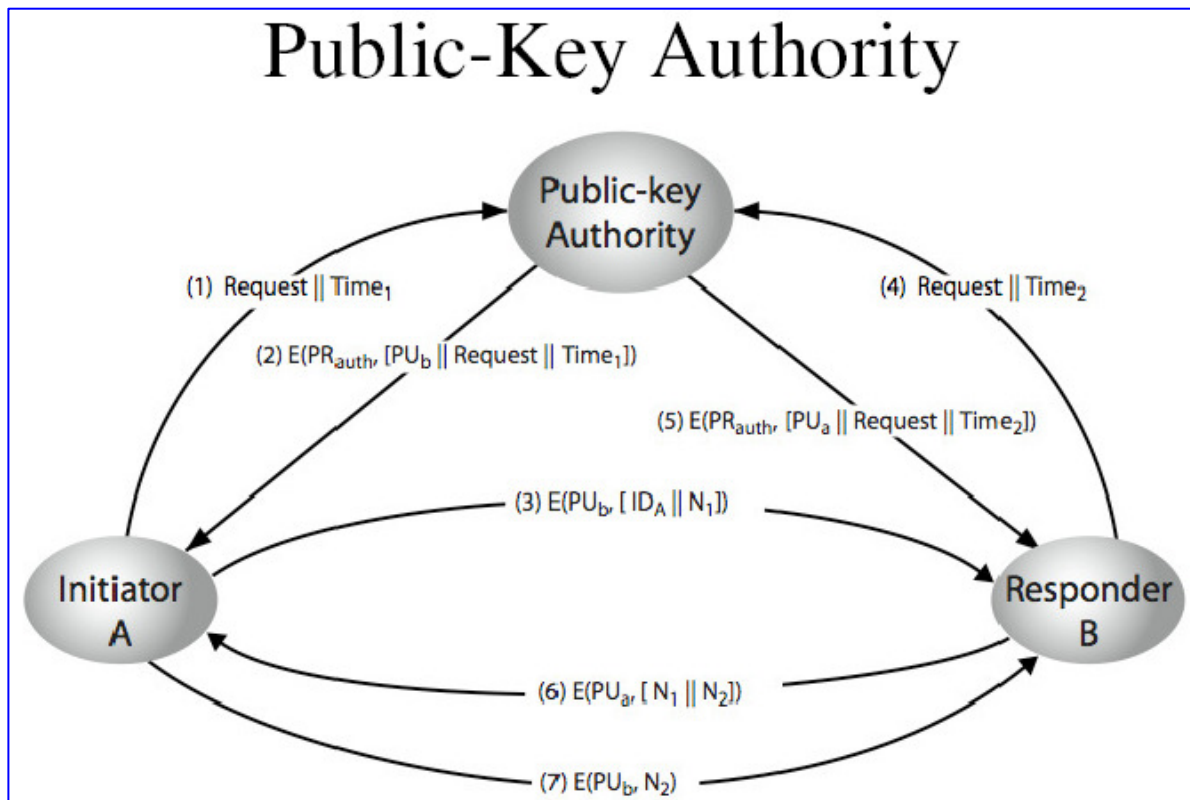 Public-Key Authority
Public-key
Authority
(1) Request || Time₁
(4) Request || Time₂
(2) E(PRauth, [PUb || Request || Time₁])
(5) E(PRauth, [PUa || Request || Time₂])
(3) E(PUb, [ IDA || N₁])
Initiator
A
Responder
B
(6) E(PUa, [ N₁ || N₂])
(7) E(PUb, N₂)